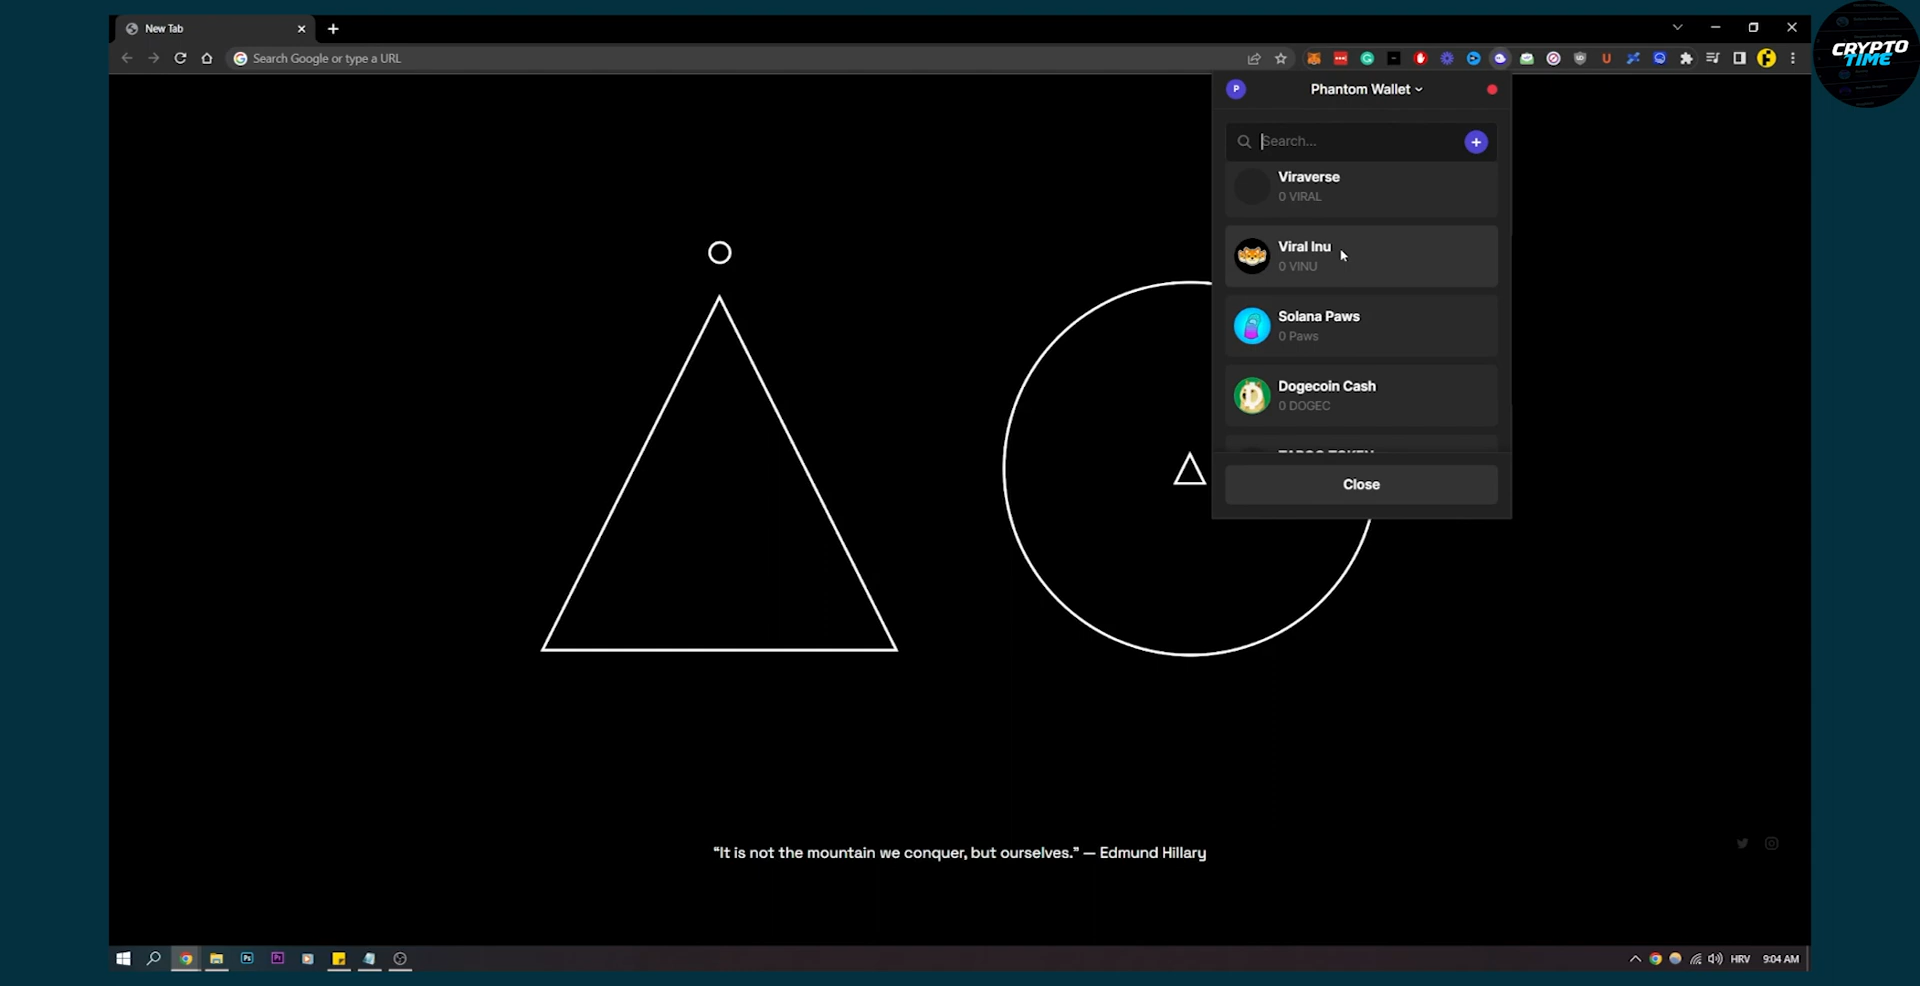 New Tab
CRYPTO
TIME
Search Google or type a URL
P
Phantom Wallet
Search...
Viraverse
0 VIRAL
Viral Inu
0 VINU
Solana Paws
0 Paws
Dogecoin Cash
0 DOGEC
Close
“It is not the mountain we conquer, but ourselves.” — Edmund Hillary
Ps
Pr
HRV
9:04 AM